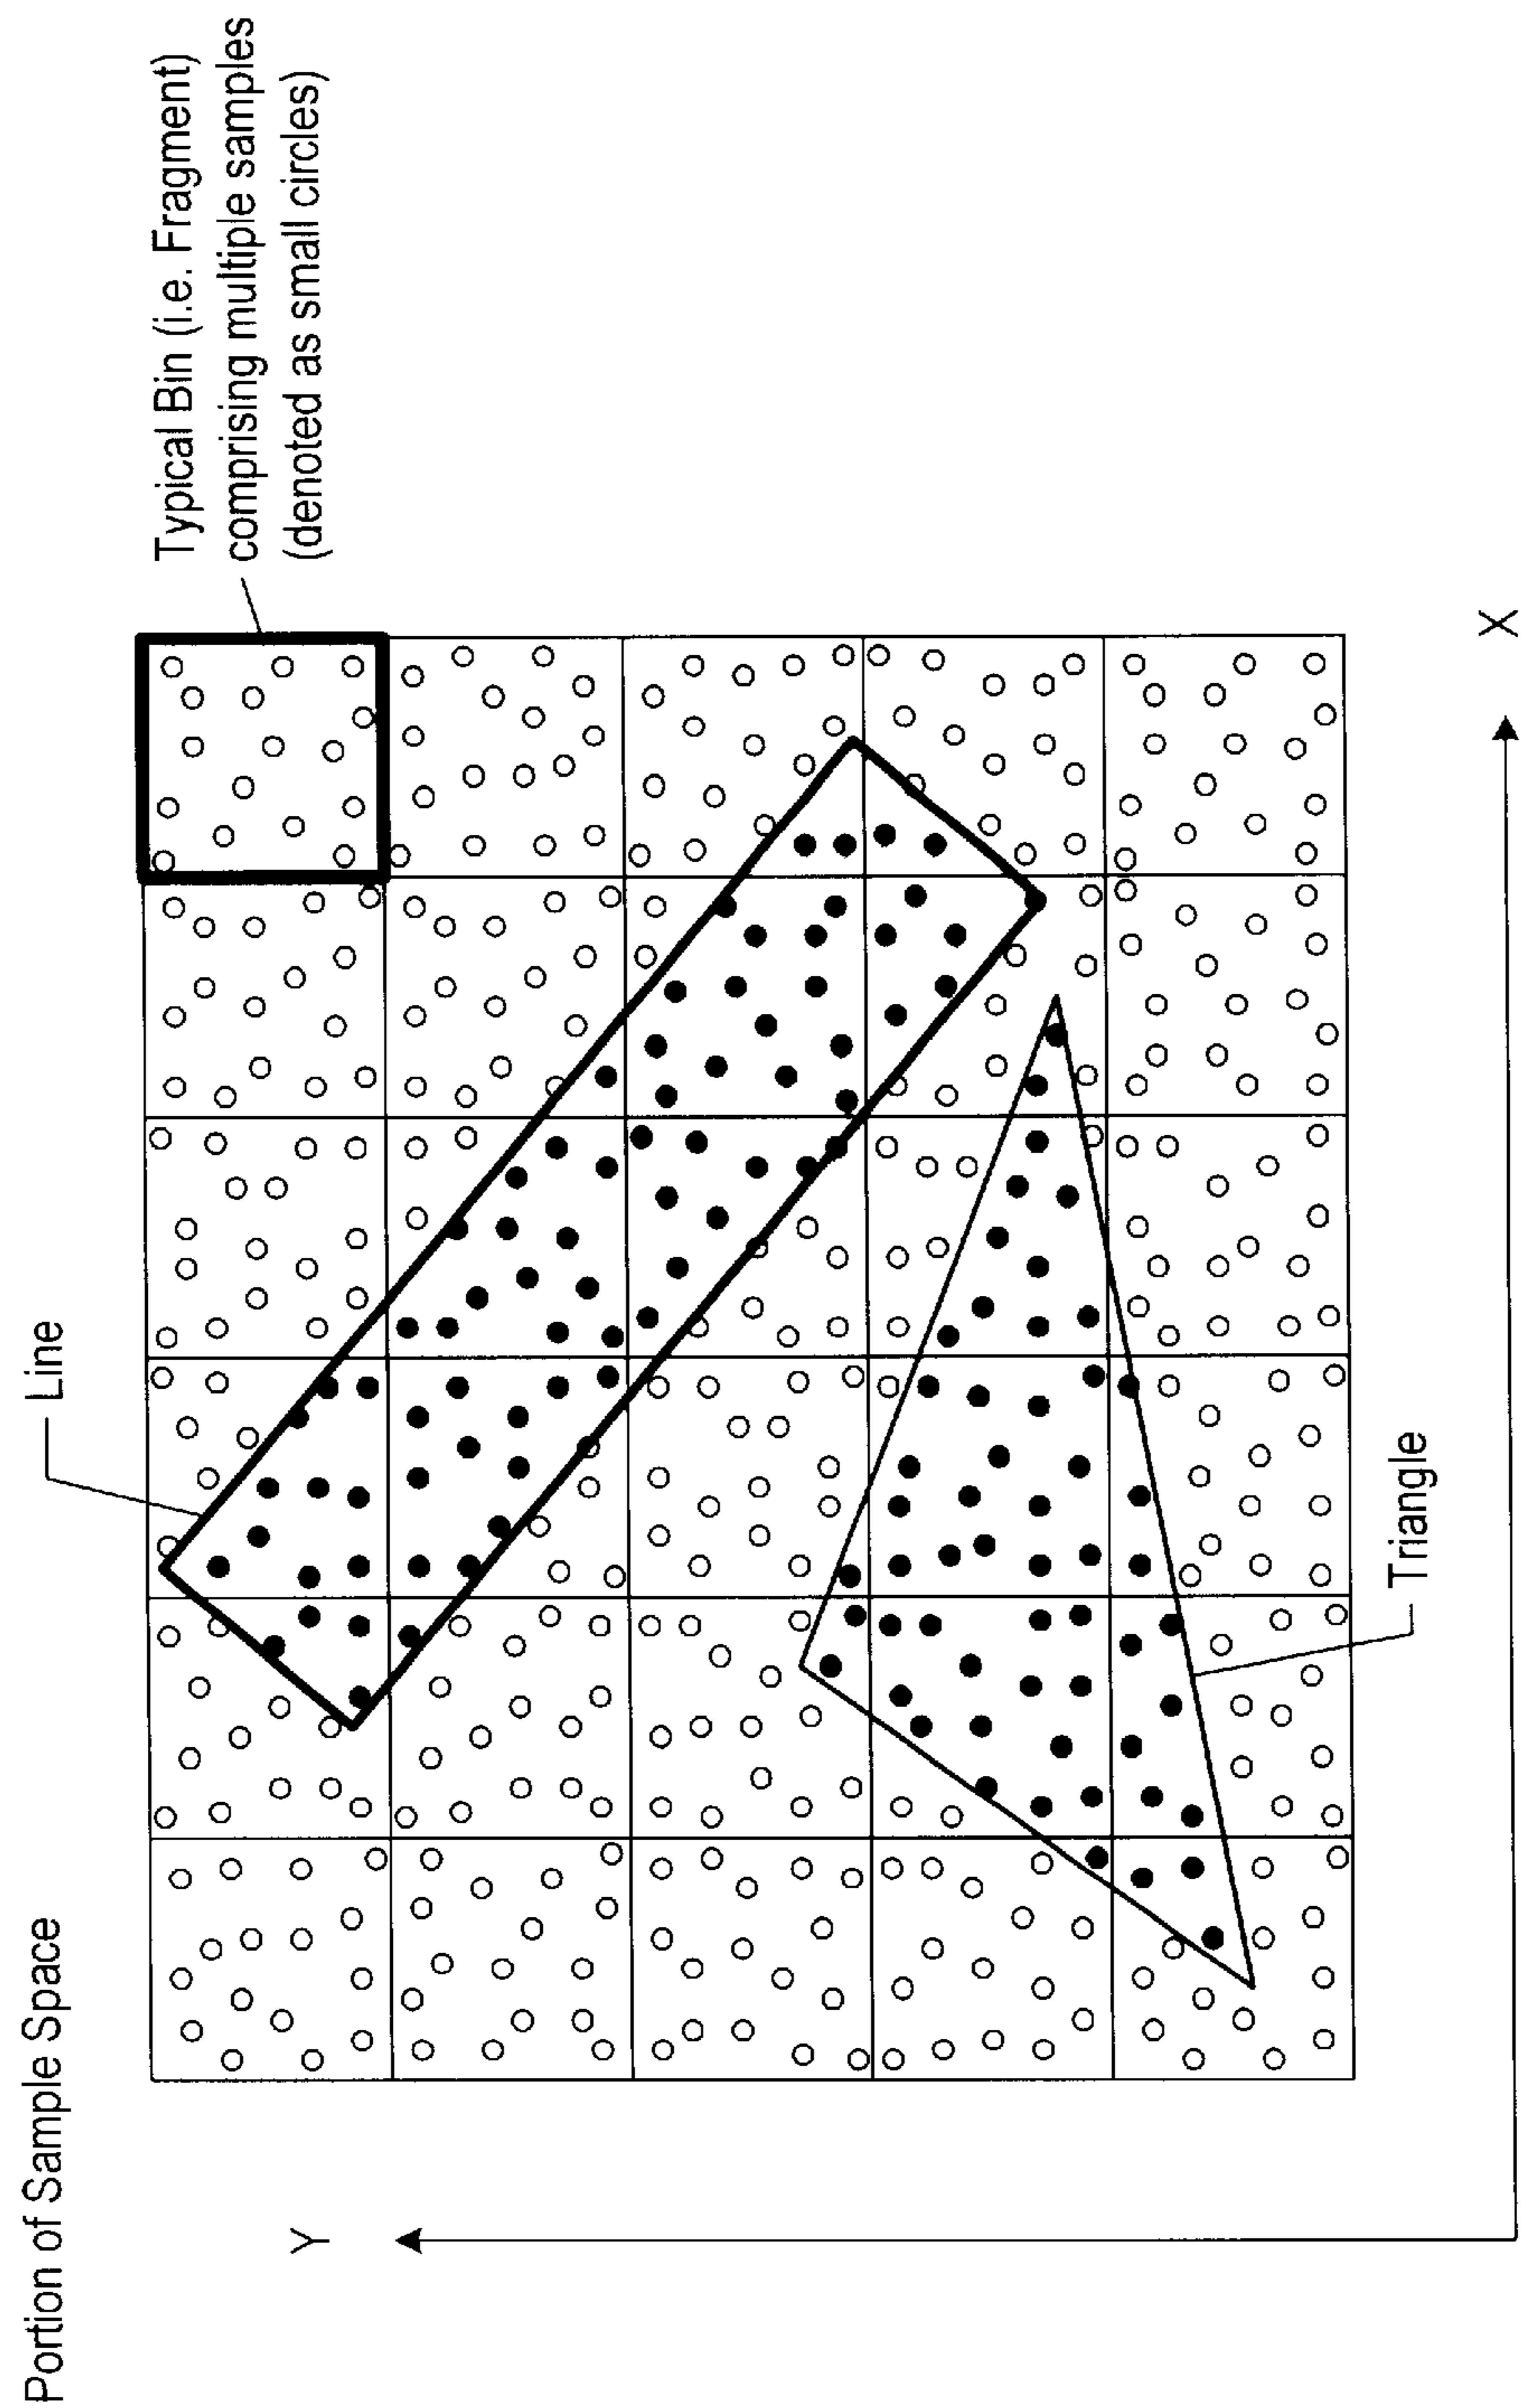 Portion of Sample Space
Y
Line
Typical Bin (i.e. Fragment)
comprising multiple samples
(denoted as small circles)
Triangle
X